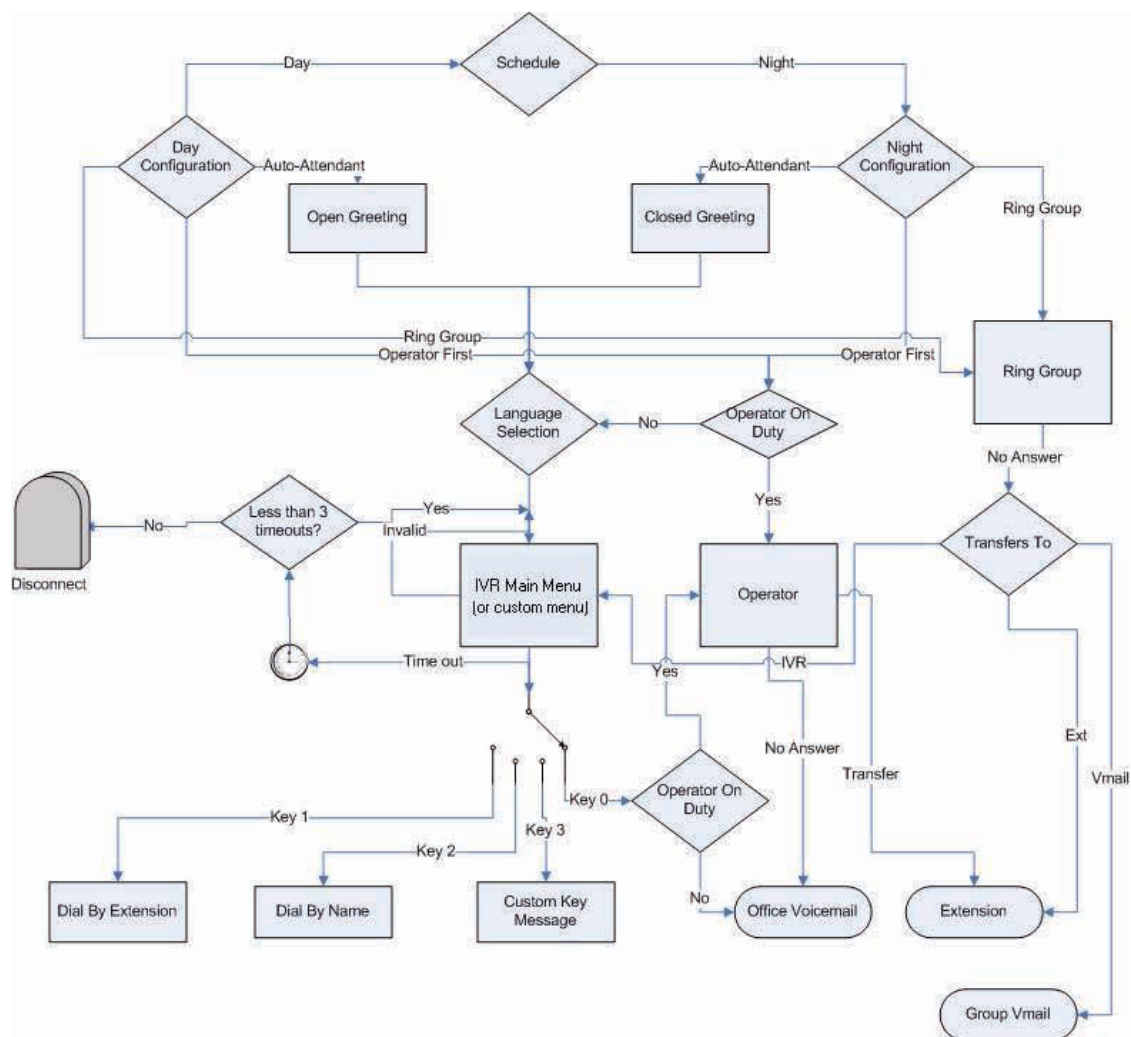 Day
Schedule
Night
Day
Configuration
Auto-Attendant
Auto-Attendant
Night
Configuration
Open Greeting
Closed Greeting
Ring Group
Ring Group
Operator First
Operator First
Ring Group
Language
Selection
No
Operator On
Duty
No Answer
Yes
Less than 3
timeouts?
No
Yes
Invalid
Disconnect
IVR Main Menu
(or custom menu)
Operator
Transfers To
Time out
Yes
IVR
Ext
No Answer
Transfer
Vmail
Operator On
Duty
Key 0
Key 1
Key 2
Key 3
No
Dial By Extension
Dial By Name
Custom Key
Message
Office Voicemail
Extension
Group Vmail